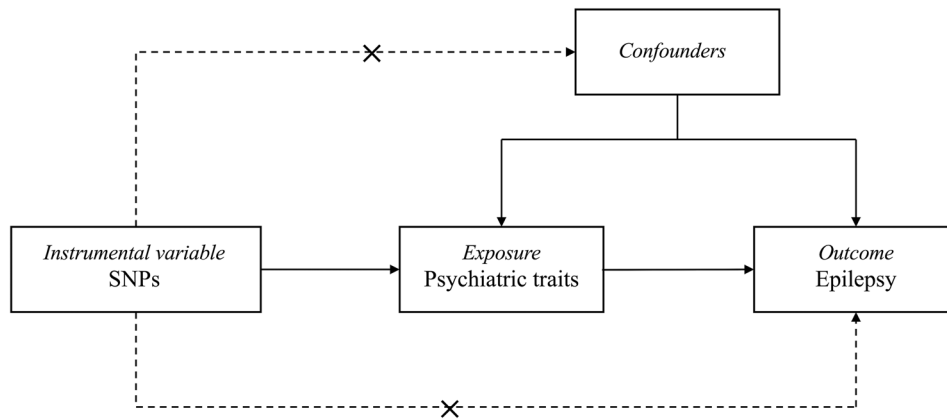 Confounders
Instrumental variable
SNPs
Exposure
Psychiatric traits
Outcome
Epilepsy